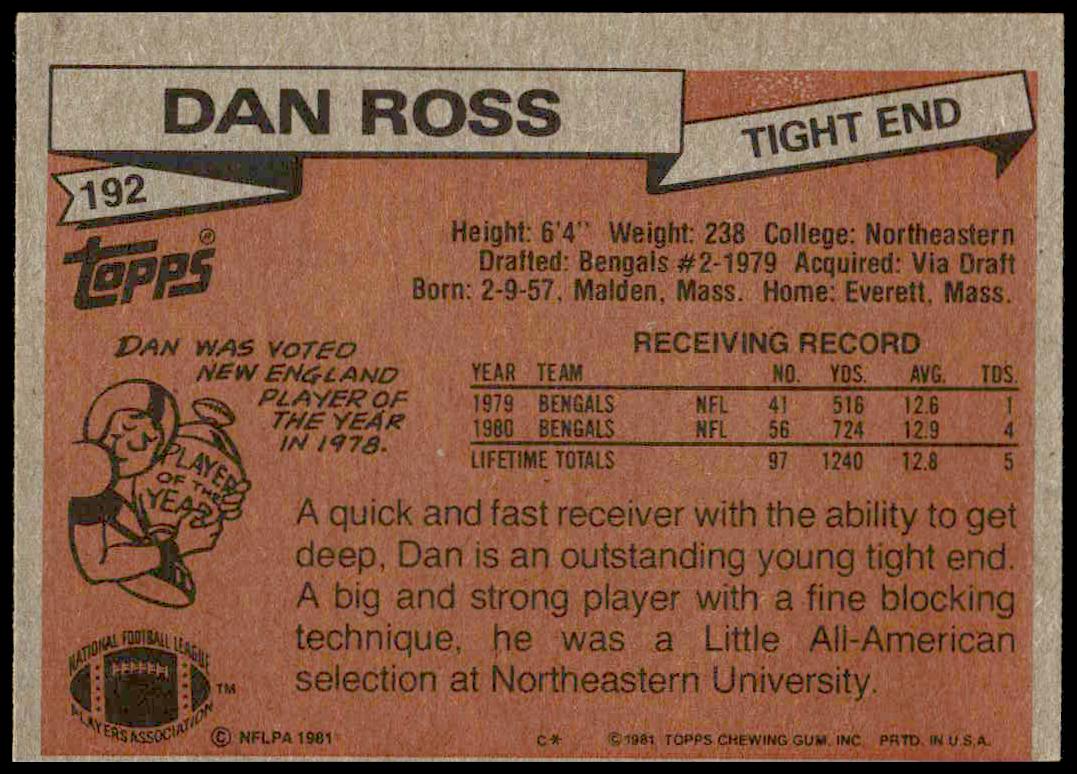 DAN ROSS
TIGHT END
192
Topps®
Height: 6'4'' Weight: 238 College: Northeastern
Drafted: Bengals #2-1979 Acquired: Via Draft
Born: 2-9-57, Malden, Mass. Home: Everett, Mass.
DAN WAS VOTED
NEW ENGLAND
PLAYER OF
THE YEAR
IN 1978.
PLAYER
OF THE
YEAR
RECEIVING RECORD
YEAR TEAM NO. YDS. AVG. TDS.
1979 BENGALS NFL 41 516 12.6 1
1980 BENGALS NFL 56 724 12.9 4
LIFETIME TOTALS 97 1240 12.8 5
A quick and fast receiver with the ability to get
deep, Dan is an outstanding young tight end.
A big and strong player with a fine blocking
technique, he was a Little All-American
selection at Northeastern University.
NATIONAL FOOTBALL LEAGUE
PLAYERS ASSOCIATION
TM
© NFLPA 1981 C* © 1981 TOPPS CHEWING GUM, INC. PRTD. IN U.S.A.